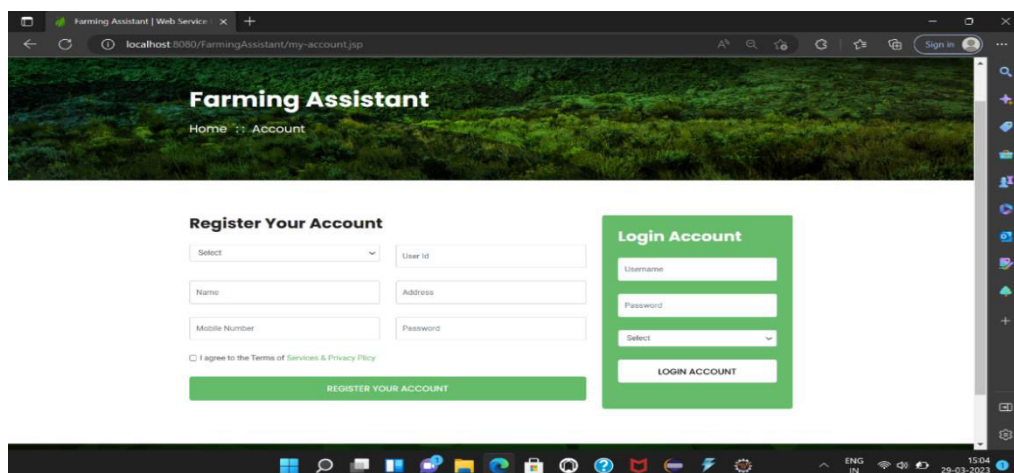 Farming Assistant | Web Service
localhost:8080/FarmingAssistant/my-account.jsp
Sign in
Farming Assistant
Home :: Account
Register Your Account
Select
User Id
Name
Address
Mobile Number
Password
I agree to the Terms of Services & Privacy Plicy
REGISTER YOUR ACCOUNT
Login Account
Username
Password
Select
LOGIN ACCOUNT
ENG
IN
15:04
29-03-2023